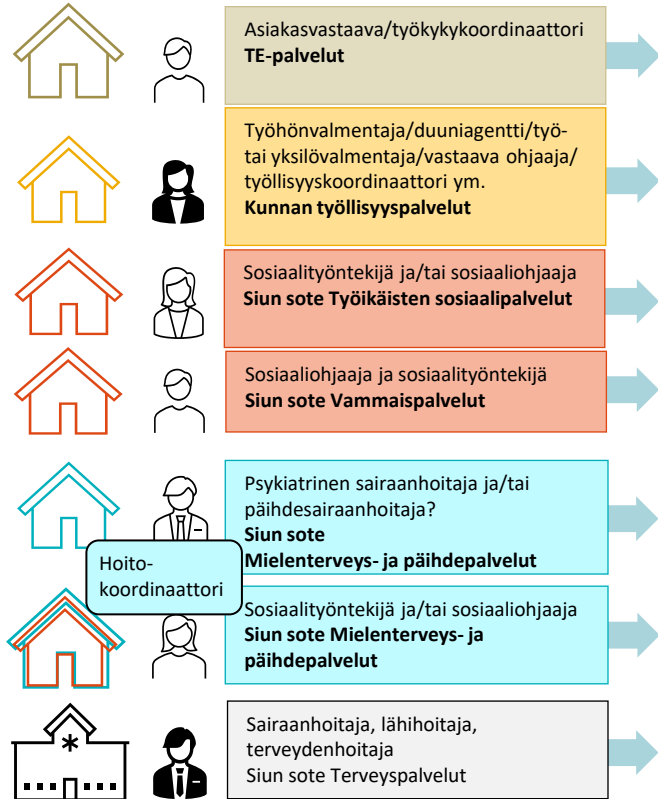 Asiakasvastaava/työkykykoordinaattori
TE-palvelut
Työhönvalmentaja/duuniagentti/työ-
tai yksilövalmentaja/vastaava ohjaaja/
työllisyyskoordinaattori ym.
Kunnan työllisyyspalvelut
Sosiaalityöntekijä ja/tai sosiaaliohjaaja
Siun sote Työikäisten sosiaalipalvelut
Sosiaaliohjaaja ja sosiaalityöntekijä
Siun sote Vammaispalvelut
Psykiatrinen sairaanhoitaja ja/tai
päihdesairaanhoitaja?
Siun sote
Mielenterveys- ja päihdepalvelut
Hoito-
koordinaattori
Sosiaalityöntekijä ja/tai sosiaaliohjaaja
Siun sote Mielenterveys- ja
päihdepalvelut
Sairaanhoitaja, lähihoitaja,
terveydenhoitaja
Siun sote Terveyspalvelut